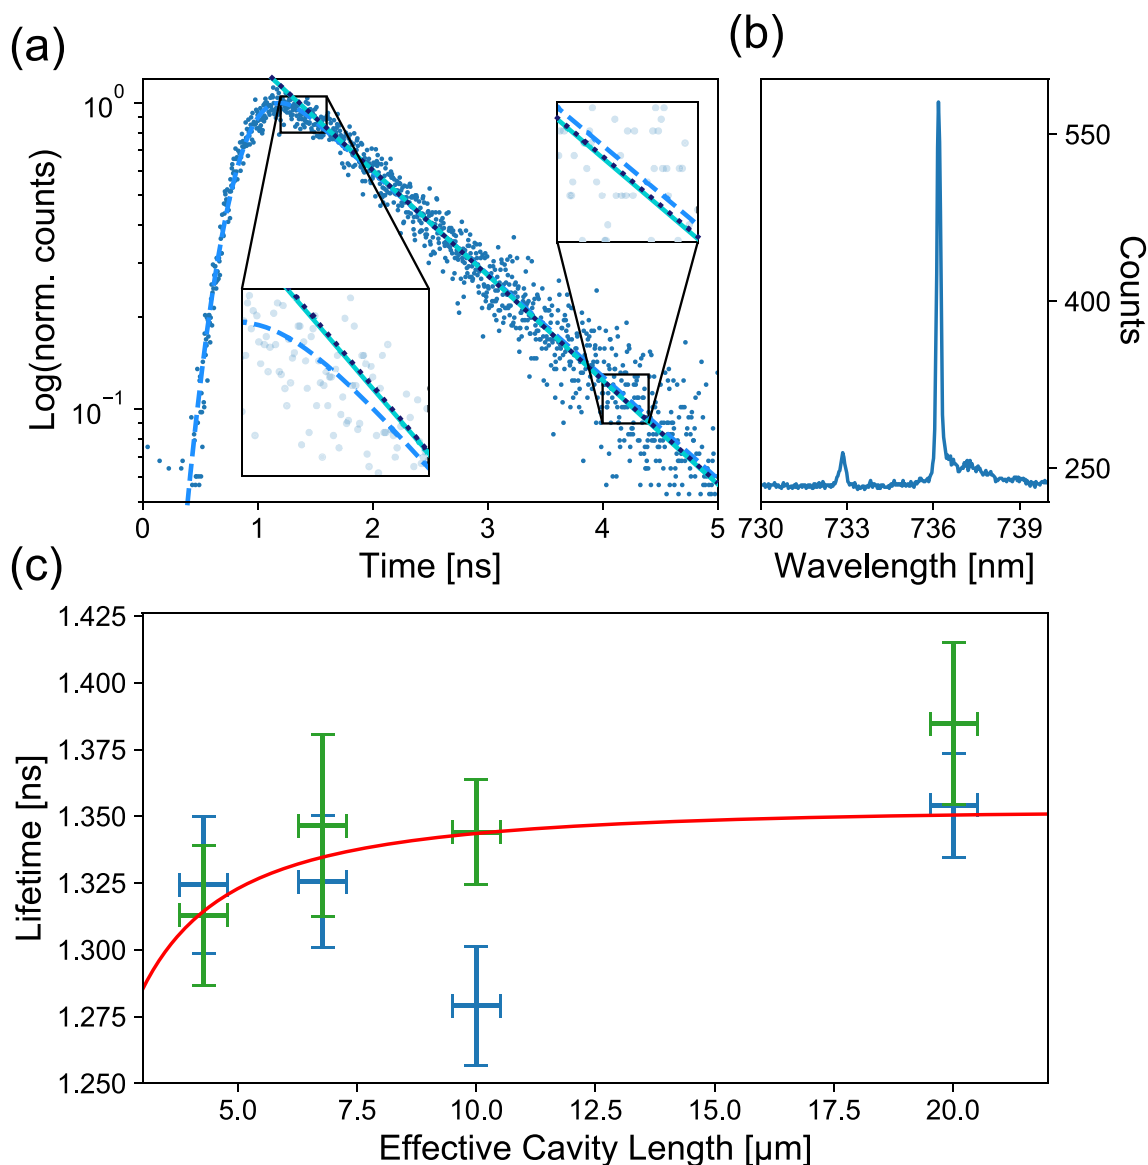 (a)
(b)
10⁰
10⁻¹
Log(norm. counts)
0 1 2 3 4 5
Time [ns]
550
400
250
Counts
730 733 736 739
Wavelength [nm]
(c)
1.425
1.400
1.375
1.350
1.325
1.300
1.275
1.250
Lifetime [ns]
5.0 7.5 10.0 12.5 15.0 17.5 20.0
Effective Cavity Length [μm]